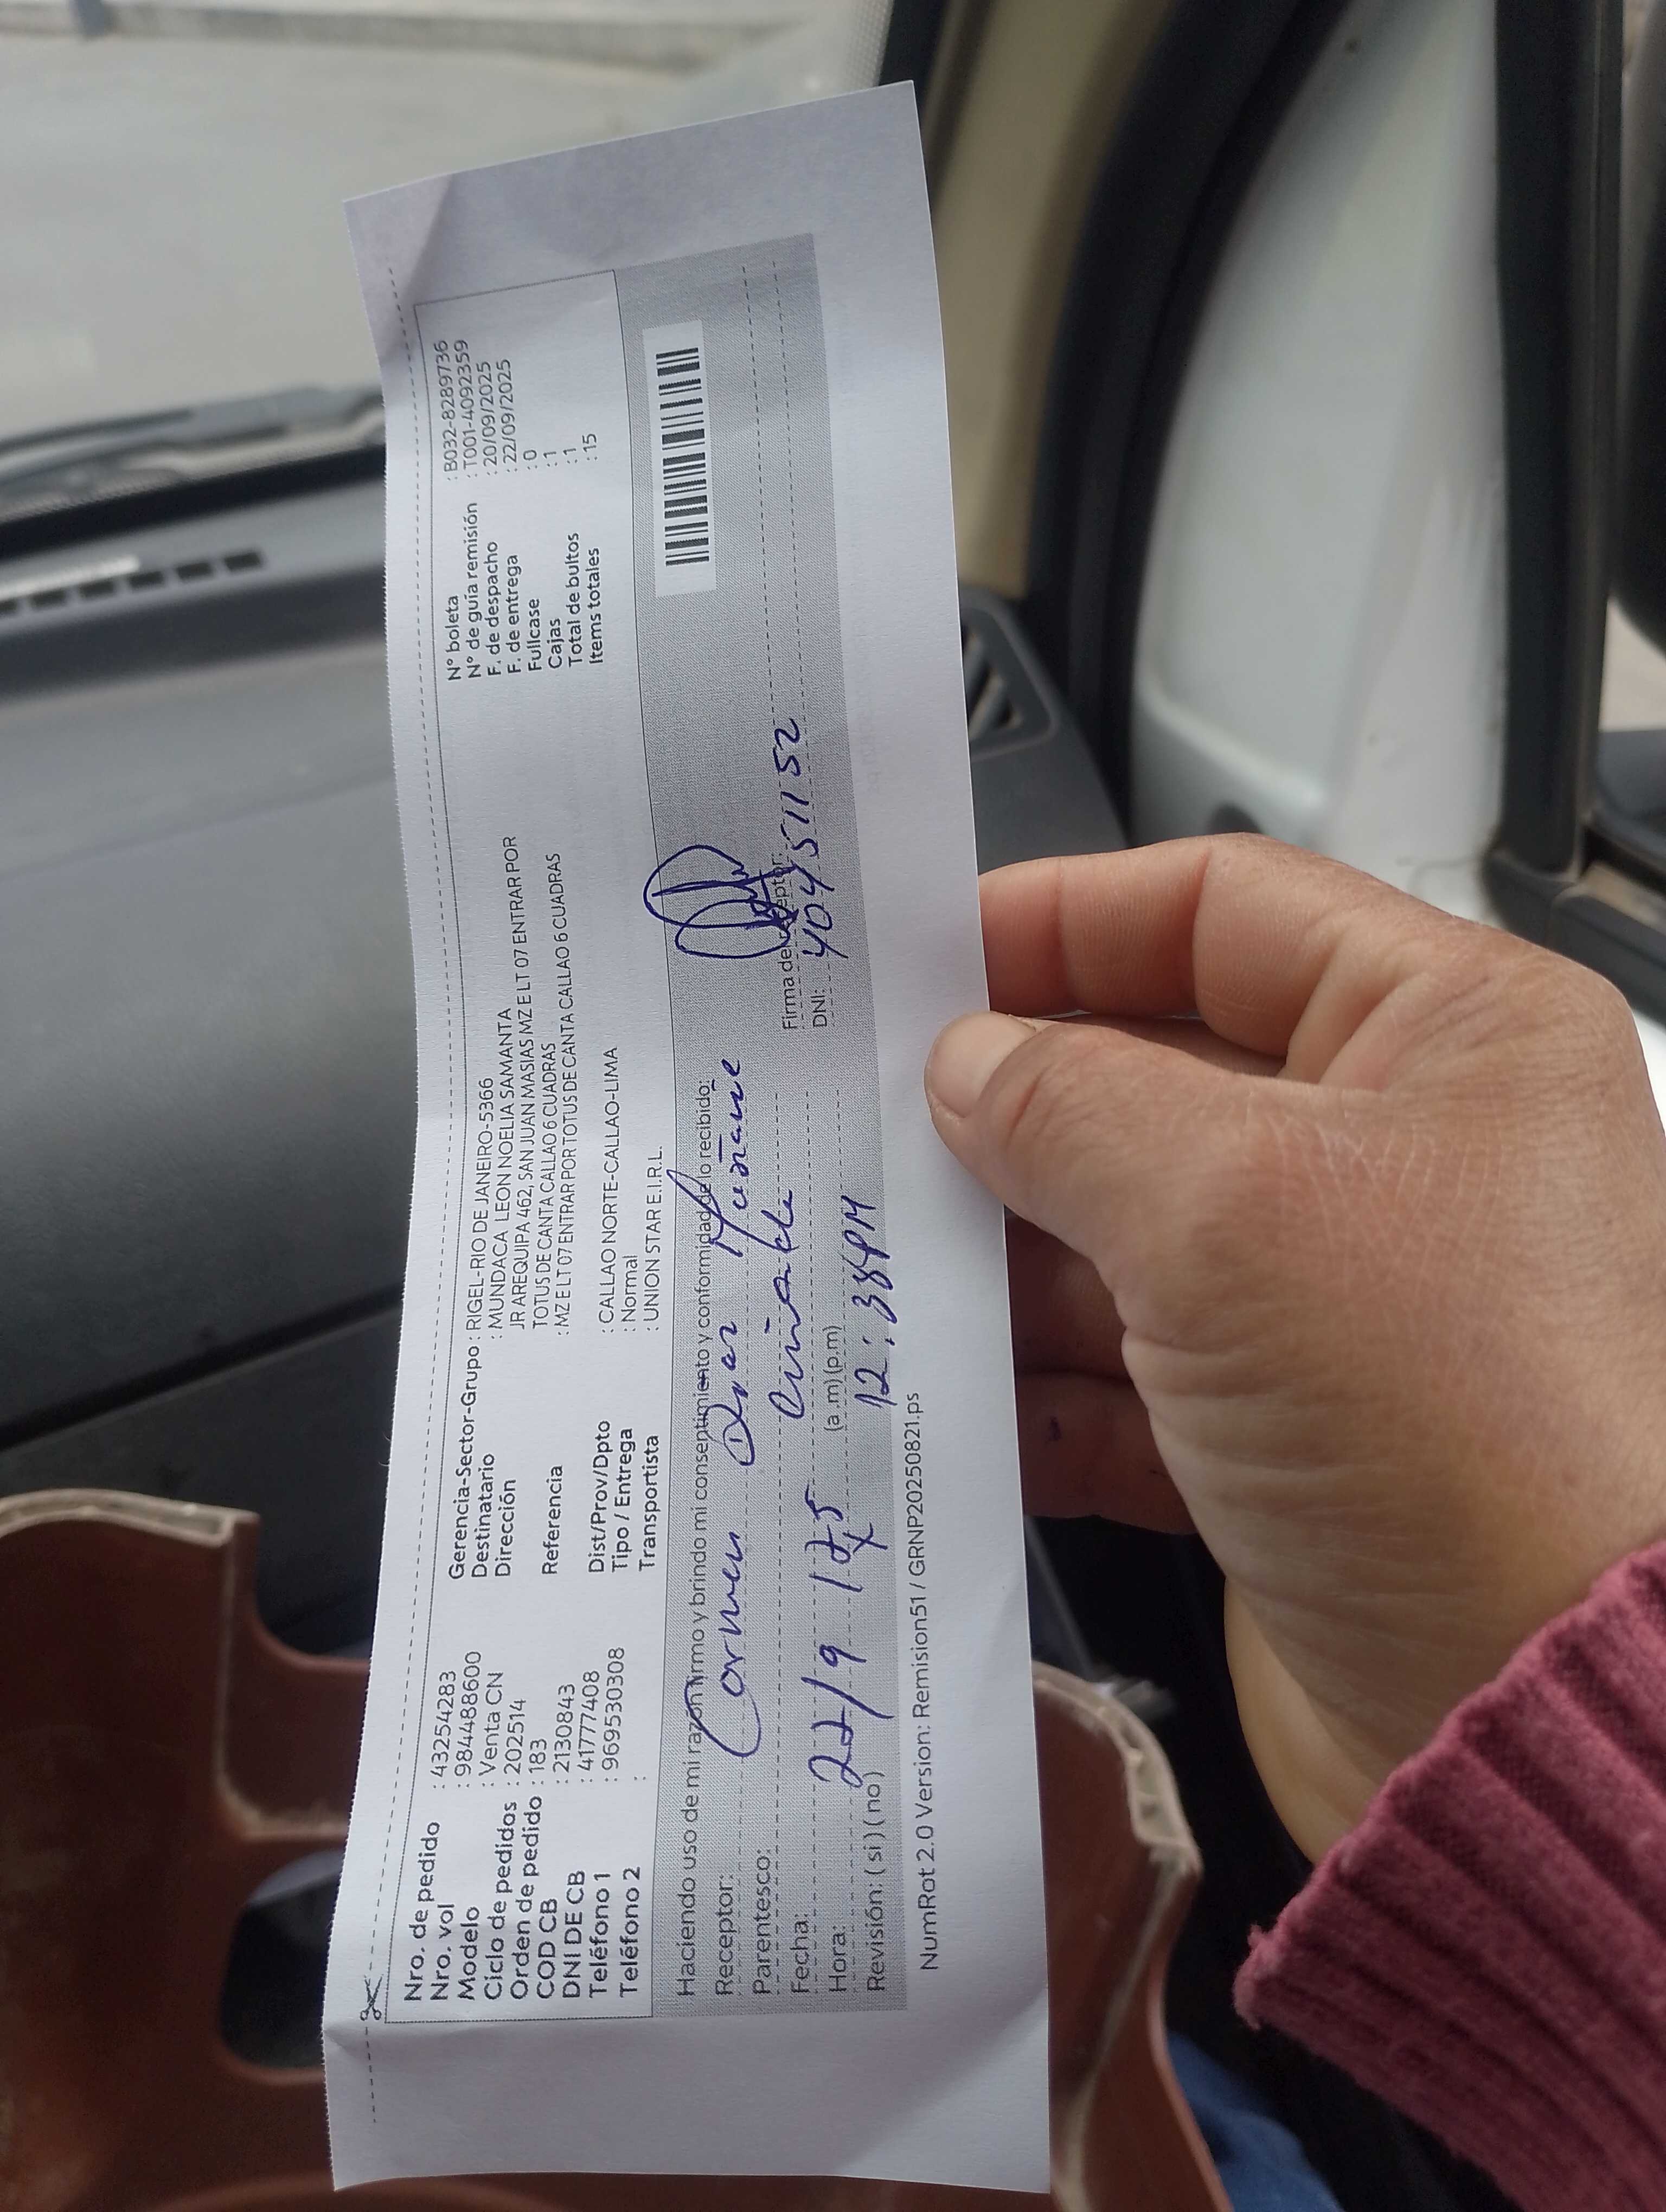 Nro. de pedido : 43254283
Nro. vol : 984488600
Modelo : Venta CN
Ciclo de pedidos : 202514
Orden de pedido : 183
COD CB : 2130843
DNI DE CB : 41777408
Teléfono 1 : 969530308
Teléfono 2 :
Gerencia-Sector-Grupo : RIGEL-RIO DE JANEIRO-5366
Destinatario : MUNDACA LEON NOELIA SAMANTA
Dirección JR AREQUIPA 462, SAN JUAN MASIAS MZ E LT 07 ENTRAR POR
TOTUS DE CANTA CALLAO 6 CUADRAS
Referencia : MZ E LT 07 ENTRAR POR TOTUS DE CANTA CALLAO 6 CUADRAS
Dist/Prov/Dpto : CALLAO NORTE-CALLAO-LIMA
Tipo / Entrega : Normal
Transportista : UNION STAR E.I.R.L.
N° boleta : B032-8289736
N° de guía remisión : T001-4092359
F. de despacho : 20/09/2025
F. de entrega : 22/09/2025
Fullcase : 0
Cajas : 1
Total de bultos : 1
Items totales : 15
Haciendo uso de mi razón firmo y brindo mi consentimiento y conformidad de lo recibido:
Receptor: Carmen Diaz
Parentesco:
Fecha: 22/9
Hora: (a.m) (p.m) 12:38PM
Revisión: ( si ) ( no )
Firma del receptor:
DNI: 40451152
NumRot 2.0 Version: Remision51 / GRNP20250821.ps